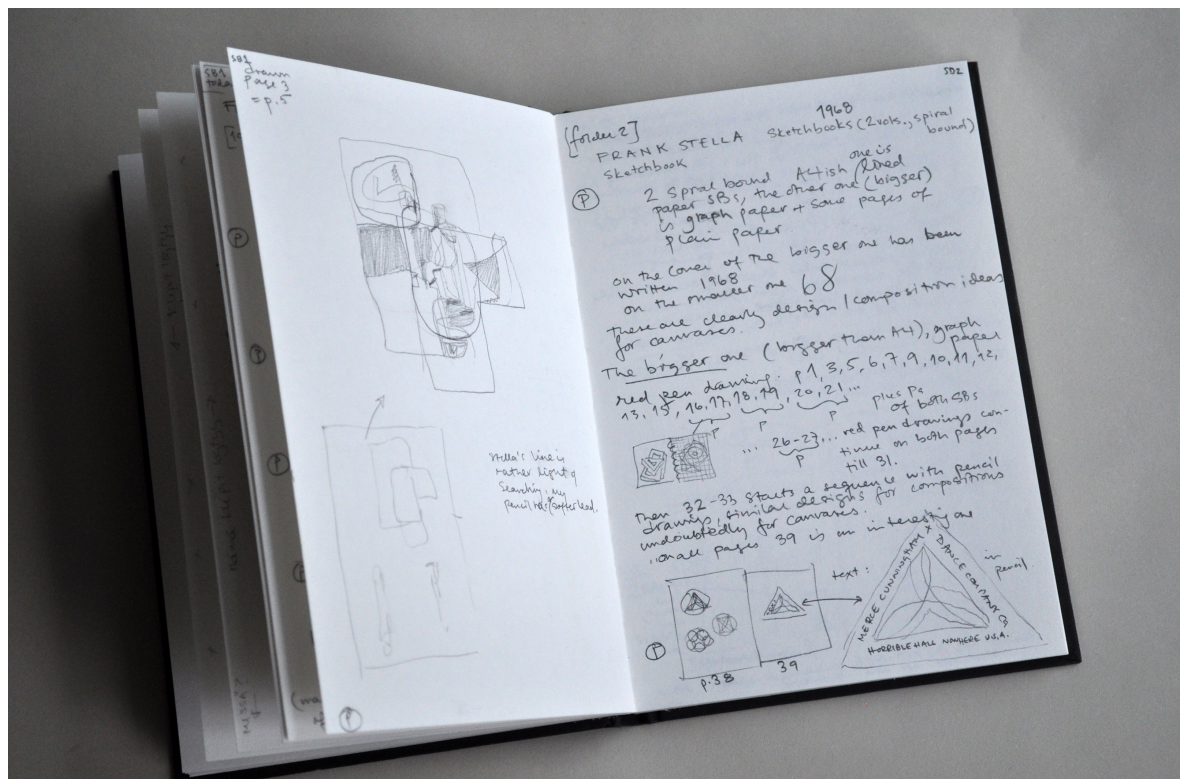 SB1
drawn
page 3
= p.5
Stella's line is
rather light &
searching, my
pencil has softer lead.
SB2
[folder 2]
1968
FRANK STELLA Sketchbooks (2 vols., spiral
bound)
Sketchbook
P
2 spiral bound A4ish one is
(lined
paper SBs, the other one (bigger)
is graph paper + some pages of
plain paper
on the cover of the bigger one has been
written 1968
on the smaller one 68
these are clearly design / composition ideas
for canvases.
The bigger one (bigger than A4), graph
paper
red pen drawing. p 1, 3, 5, 6, 7, 9, 10, 11, 12,
13, 15, 16, 17, 18, 19, 20, 21...
P P P
plus Ps
of both SBs
... 26-27... red pen drawings con-
P
tinue on both pages
till 31.
then 32-33 starts a sequence with pencil
drawings, similar designs for compositions
undoubtedly for canvases.
pages 39 is an interesting one
text:
MERCE CUNNINGHAM & DANCE COMPANY
HORRIBLE HALL NOWHERE U.S.A.
in
pencil.
P
p.38
39
P
P
P
P